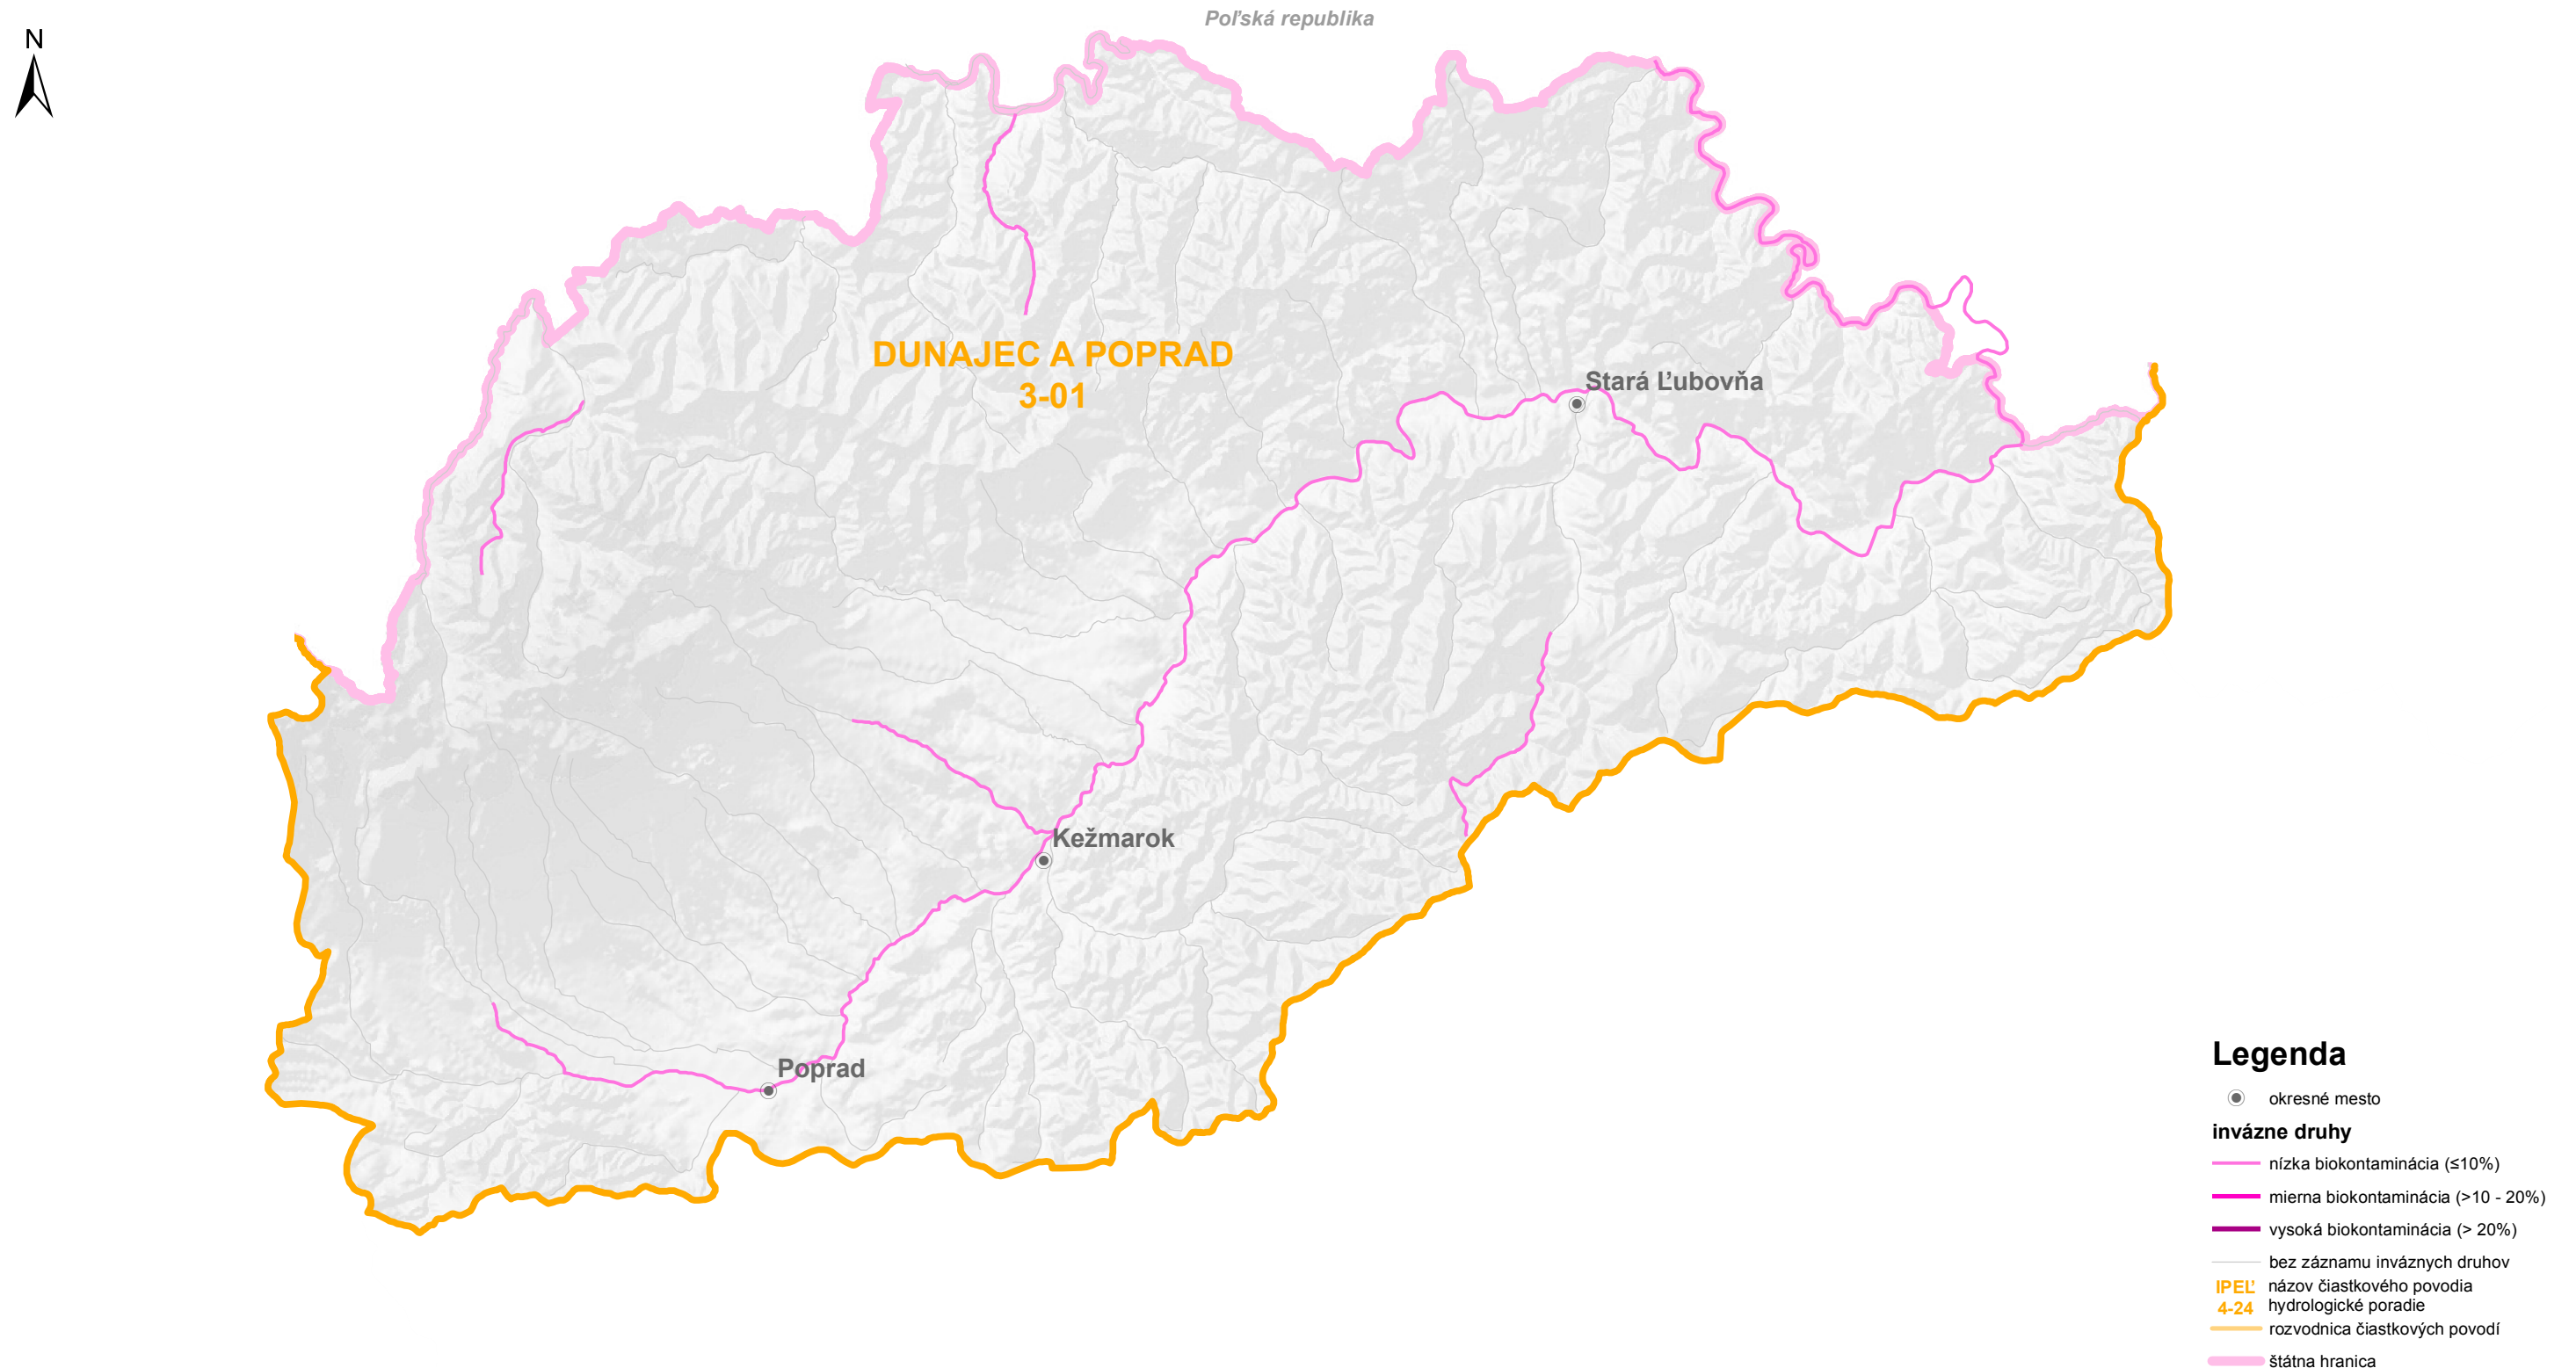 Poľská republika
N
DUNAJEC A POPRAD
3-01
Stará Ľubovňa
Kežmarok
Poprad
Legenda
okresné mesto
invázne druhy
nízka biokontaminácia (≤10%)
mierna biokontaminácia (>10 - 20%)
vysoká biokontaminácia (> 20%)
bez záznamu inváznych druhov
IPEĽ názov čiastkového povodia
4-24 hydrologické poradie
rozvodnica čiastkových povodí
štátna hranica